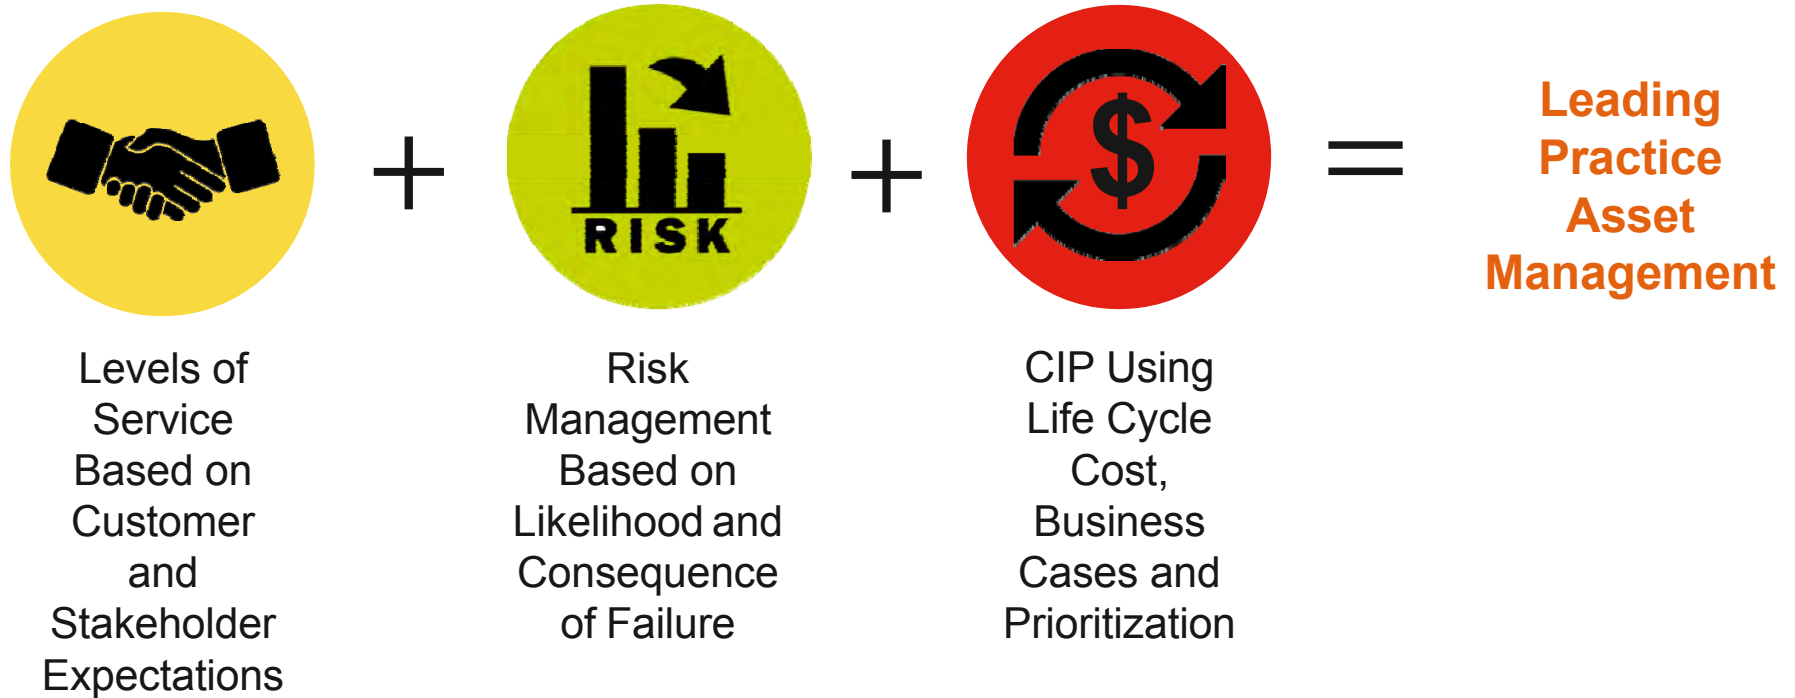 RISK
$
+
+
=
Leading
Practice
Asset
Management
Levels of
Service
Based on
Customer
and
Stakeholder
Expectations
Risk
Management
Based on
Likelihood and
Consequence
of Failure
CIP Using
Life Cycle
Cost,
Business
Cases and
Prioritization